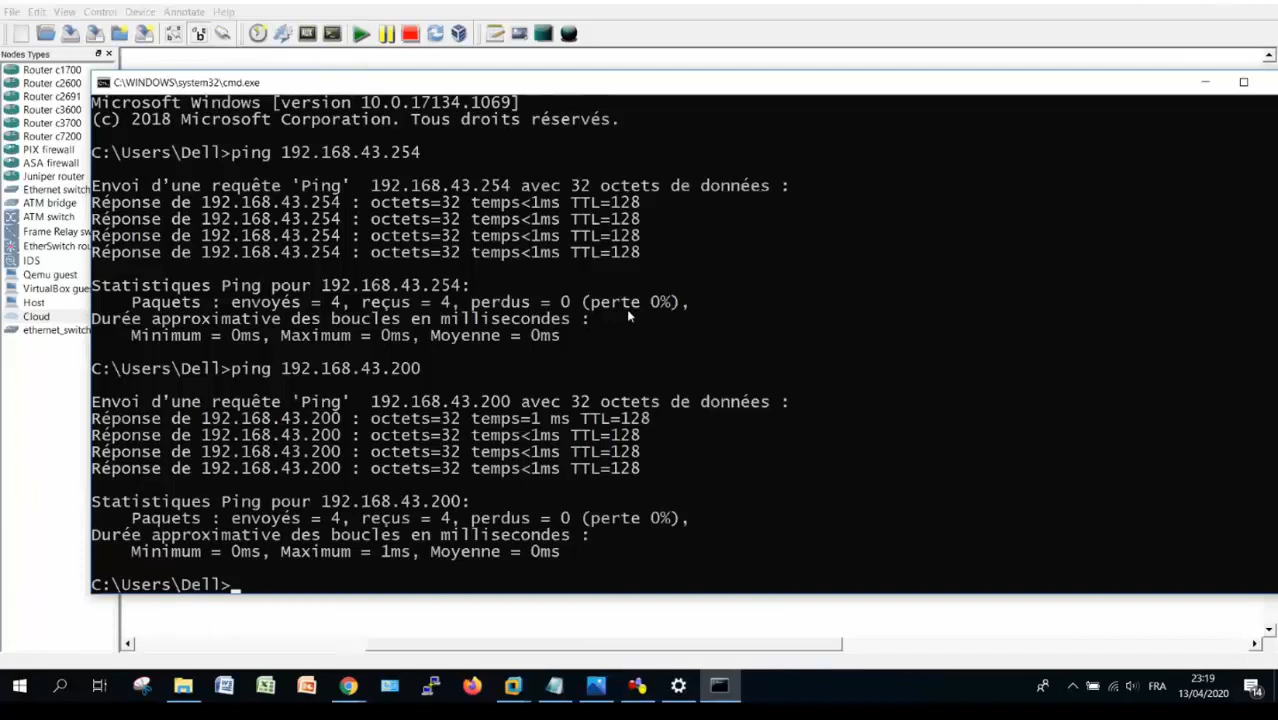 File Edit View Control Device Annotate Help
Nodes Types
Router c1700
Router c2600
Router c2691
Router c3600
Router c3700
Router c7200
PIX firewall
ASA firewall
Juniper router
Ethernet switch
ATM bridge
ATM switch
Frame Relay sw
EtherSwitch rou
IDS
Qemu guest
VirtualBox gue
Host
Cloud
ethernet_switch
C:\WINDOWS\system32\cmd.exe
Microsoft Windows [version 10.0.17134.1069]
(c) 2018 Microsoft Corporation. Tous droits réservés.
C:\Users\Dell>ping 192.168.43.254
Envoi d’une requête 'Ping'  192.168.43.254 avec 32 octets de données :
Réponse de 192.168.43.254 : octets=32 temps<1ms TTL=128
Réponse de 192.168.43.254 : octets=32 temps<1ms TTL=128
Réponse de 192.168.43.254 : octets=32 temps<1ms TTL=128
Réponse de 192.168.43.254 : octets=32 temps<1ms TTL=128
Statistiques Ping pour 192.168.43.254:
Paquets : envoyés = 4, reçus = 4, perdus = 0 (perte 0%),
Durée approximative des boucles en millisecondes :
Minimum = 0ms, Maximum = 0ms, Moyenne = 0ms
C:\Users\Dell>ping 192.168.43.200
Envoi d’une requête 'Ping'  192.168.43.200 avec 32 octets de données :
Réponse de 192.168.43.200 : octets=32 temps=1 ms TTL=128
Réponse de 192.168.43.200 : octets=32 temps<1ms TTL=128
Réponse de 192.168.43.200 : octets=32 temps<1ms TTL=128
Réponse de 192.168.43.200 : octets=32 temps<1ms TTL=128
Statistiques Ping pour 192.168.43.200:
Paquets : envoyés = 4, reçus = 4, perdus = 0 (perte 0%),
Durée approximative des boucles en millisecondes :
Minimum = 0ms, Maximum = 1ms, Moyenne = 0ms
C:\Users\Dell>_
FRA
23:19
13/04/2020
14